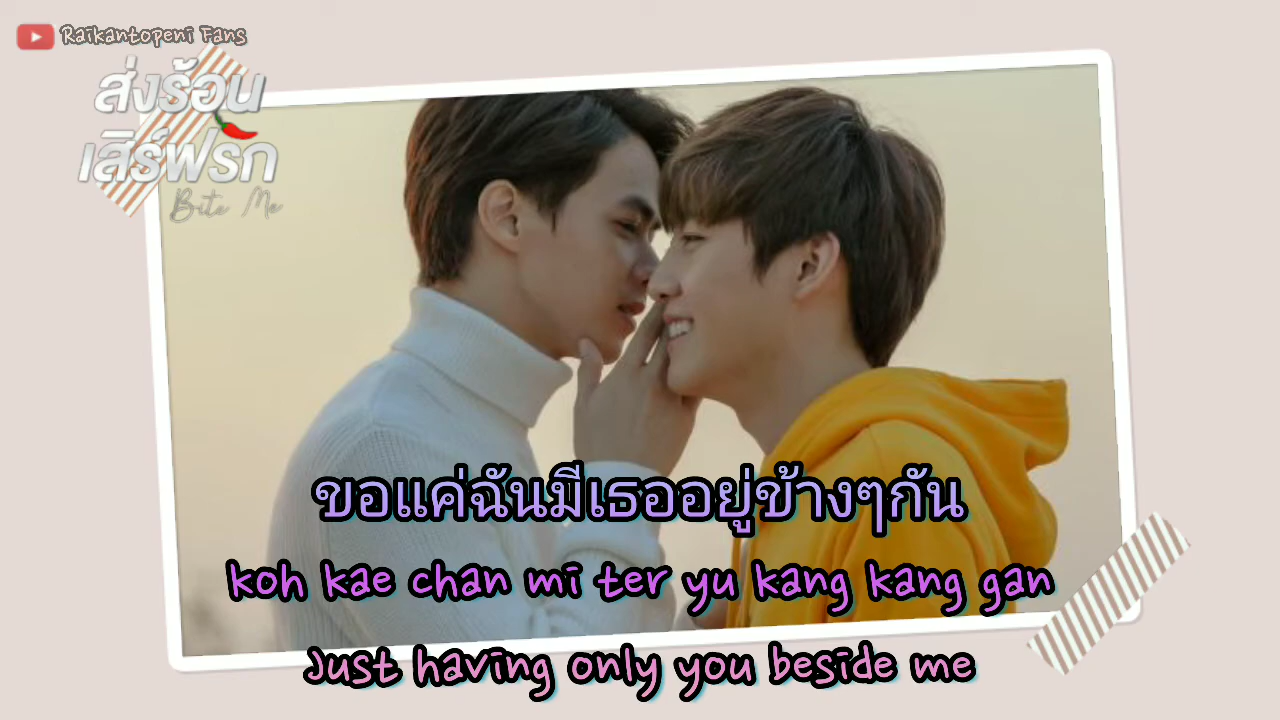 Raikantopeni Fans
ส่งร้อน
เสิร์ฟรัก
Bite Me
ขอแค่ฉันมีเธออยู่ข้างๆกัน
koh kae chan mi ter yu kang kang gan
Just having only you beside me